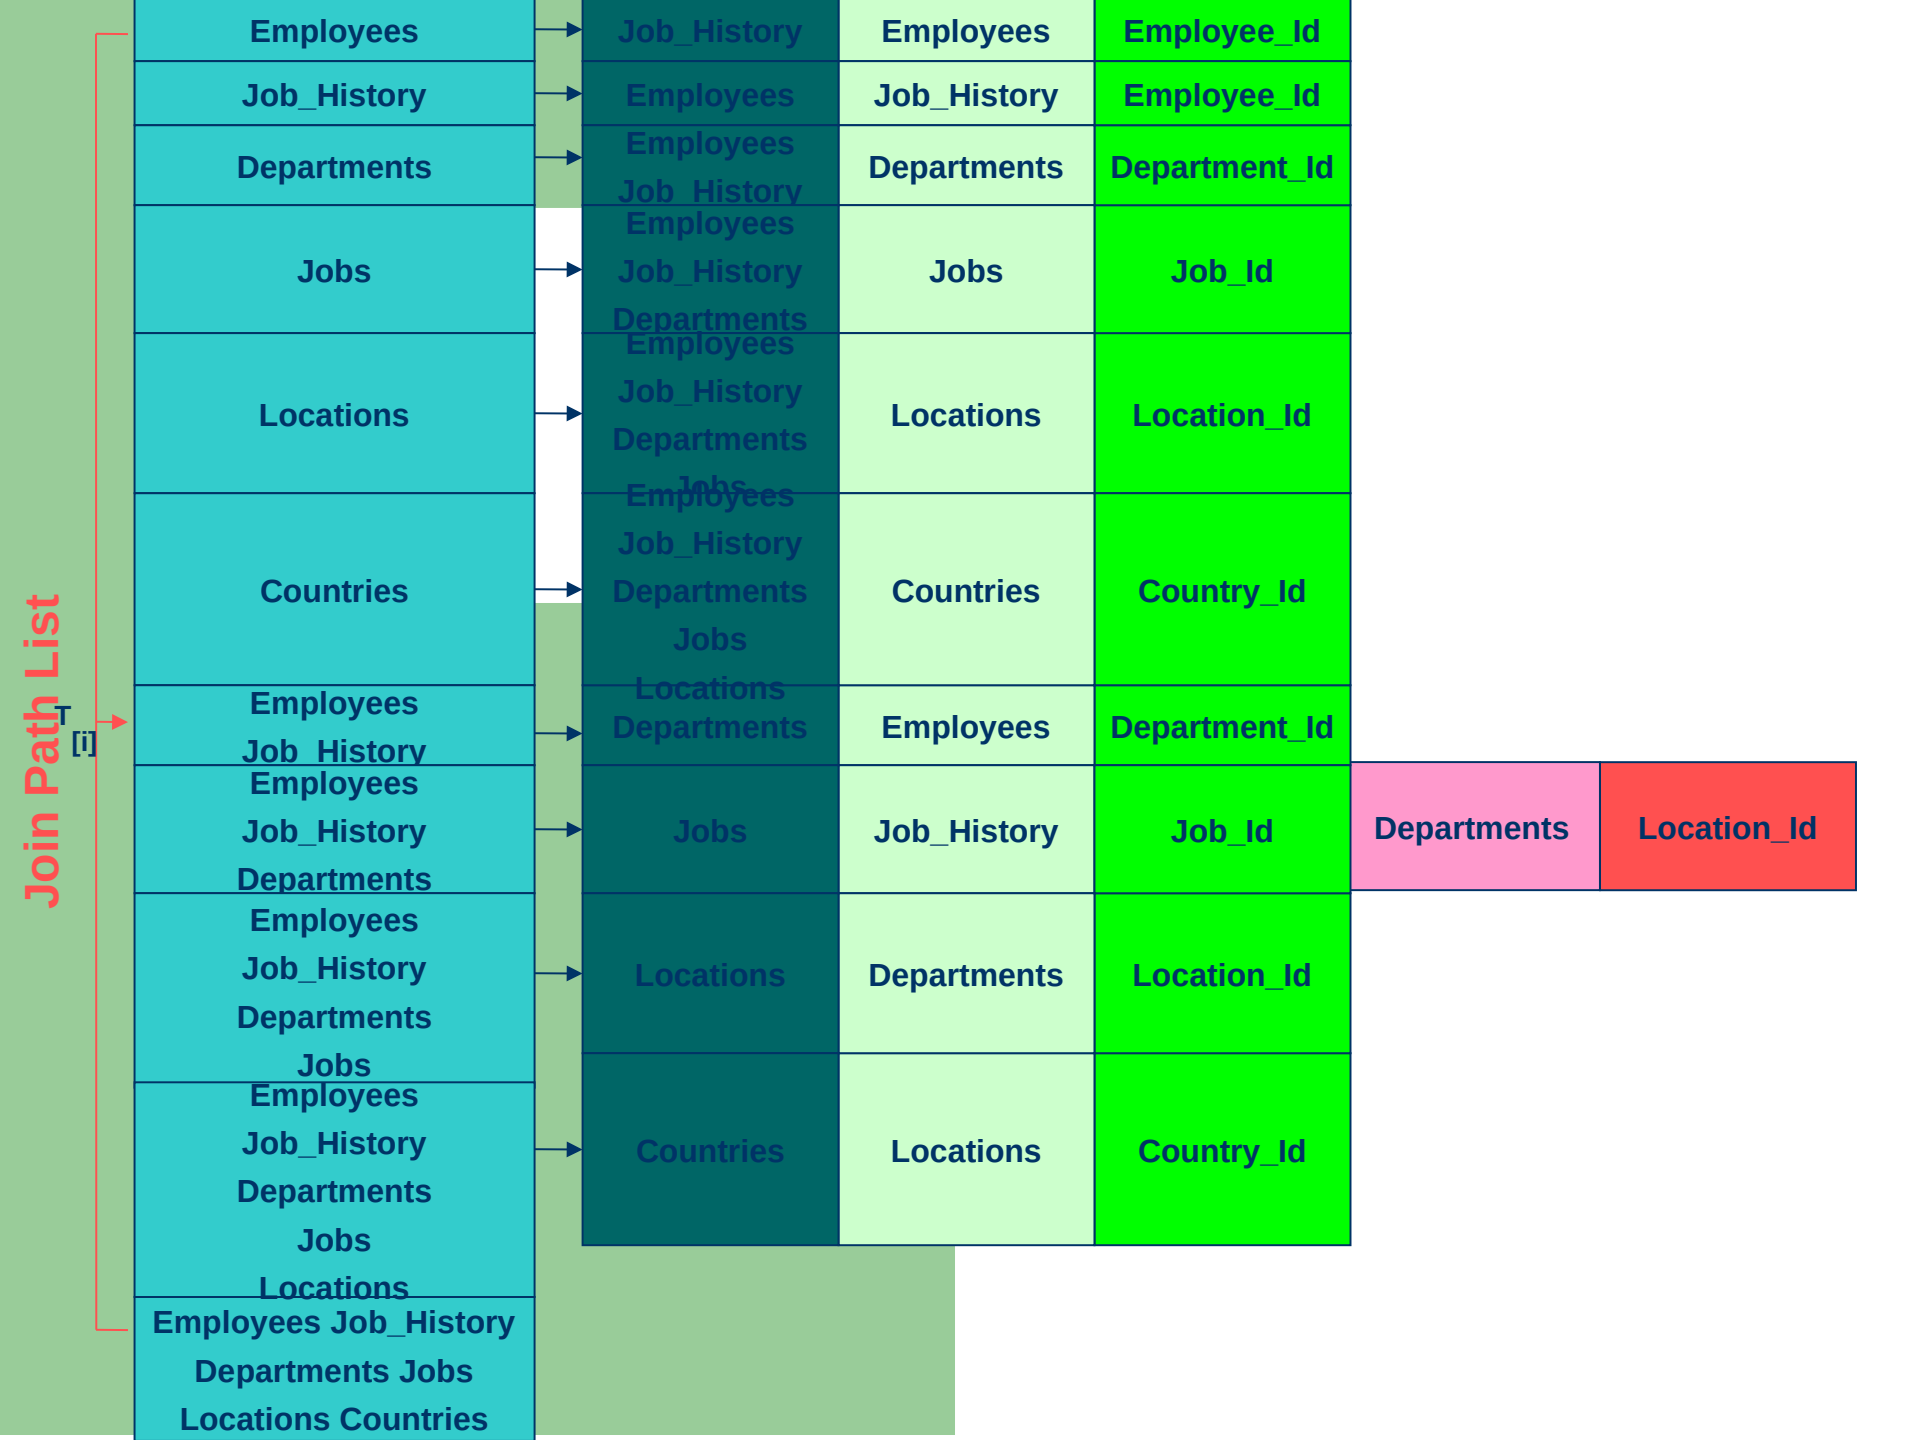 Join Path List
T
[i]
Employees
Job_History
Employees
Employee_Id
Job_History
Employees
Job_History
Employee_Id
Departments
Employees
Job_History
Departments
Department_Id
Jobs
Employees
Job_History
Departments
Jobs
Job_Id
Locations
Employees
Job_History
Departments
Jobs
Locations
Location_Id
Countries
Employees
Job_History
Departments
Jobs
Locations
Countries
Country_Id
Employees
Job_History
Departments
Employees
Department_Id
Employees
Job_History
Departments
Jobs
Job_History
Job_Id
Departments
Location_Id
Employees
Job_History
Departments
Jobs
Locations
Departments
Location_Id
Employees
Job_History
Departments
Jobs
Locations
Countries
Locations
Country_Id
Employees Job_History
Departments Jobs
Locations Countries